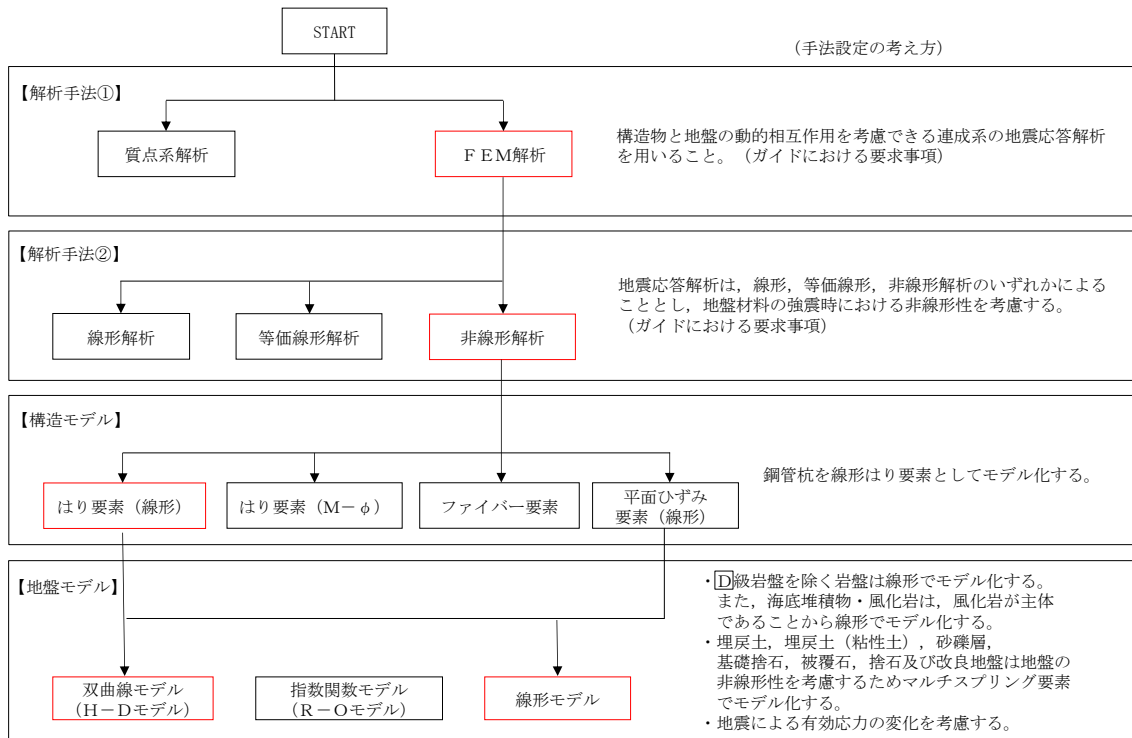 START
(手法設定の考え方)
【解析手法①】
質点系解析
FEM解析
構造物と地盤の動的相互作用を考慮できる連成系の地震応答解析
を用いること。(ガイドにおける要求事項)
【解析手法②】
線形解析
等価線形解析
非線形解析
地震応答解析は,線形,等価線形,非線形解析のいずれかによる
こととし,地盤材料の強震時における非線形性を考慮する。
(ガイドにおける要求事項)
【構造モデル】
はり要素(線形)
はり要素(M-φ)
ファイバー要素
平面ひずみ
要素(線形)
鋼管杭を線形はり要素としてモデル化する。
【地盤モデル】
双曲線モデル
(H-Dモデル)
指数関数モデル
(R-Oモデル)
線形モデル
・D級岩盤を除く岩盤は線形でモデル化する。
また,海底堆積物・風化岩は,風化岩が主体
であることから線形でモデル化する。
・埋戻土,埋戻土(粘性土),砂礫層,
基礎捨石,被覆石,捨石及び改良地盤は地盤の
非線形性を考慮するためマルチスプリング要素
でモデル化する。
・地震による有効応力の変化を考慮する。